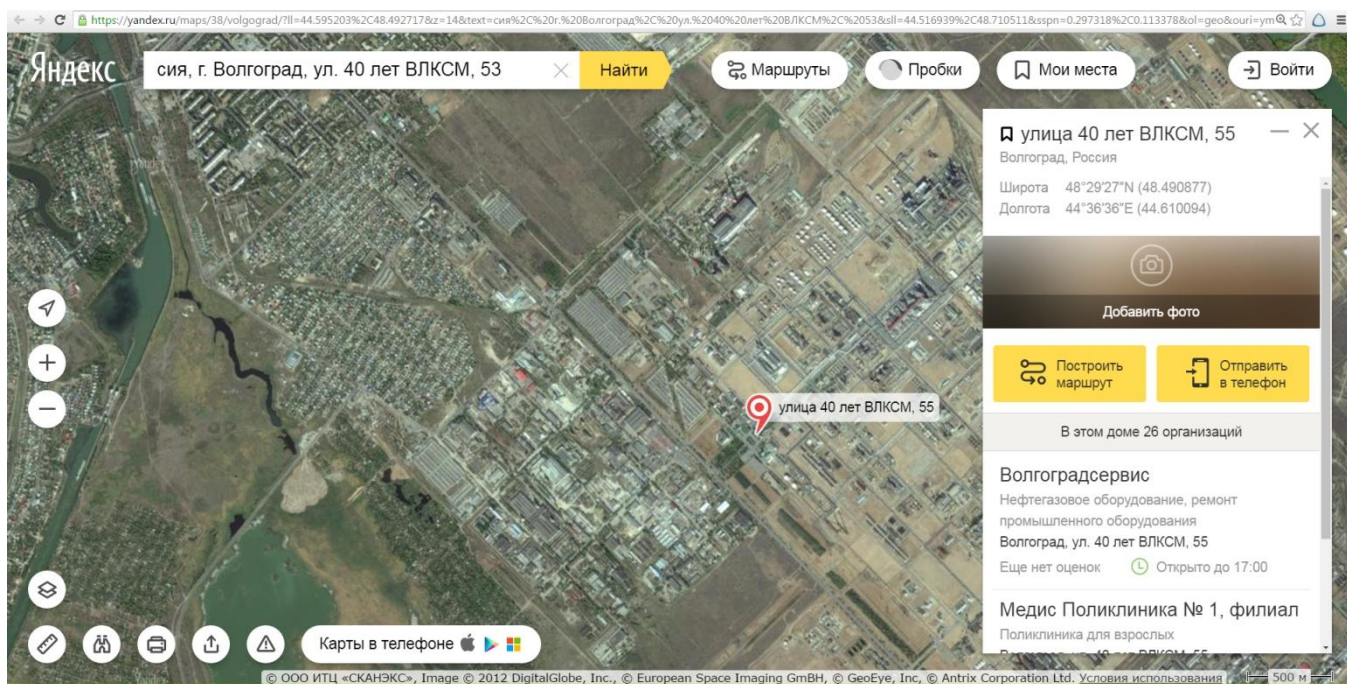 https://yandex.ru/maps/38/volgograd/?ll=44.595203%2C48.492717&z=14&text=сия%2C%20г.%20Волгоград%2C%20ул.%2040%20лет%20ВЛКСМ%2C%2053&sll=44.516939%2C48.710511&sspn=0.297318%2C0.113378&ol=geo&ouri=ym
Яндекс
сия, г. Волгоград, ул. 40 лет ВЛКСМ, 53
Найти
Маршруты
Пробки
Мои места
Войти
улица 40 лет ВЛКСМ, 55
Волгоград, Россия
Широта 48°29'27"N (48.490877)
Долгота 44°36'36"E (44.610094)
Добавить фото
Построить
маршрут
Отправить
в телефон
улица 40 лет ВЛКСМ, 55
В этом доме 26 организаций
Волгоградсервис
Нефтегазовое оборудование, ремонт
промышленного оборудования
Волгоград, ул. 40 лет ВЛКСМ, 55
Еще нет оценок Открыто до 17:00
Медис Поликлиника № 1, филиал
Поликлиника для взрослых
Волгоград, ул. 40 лет ВЛКСМ, 55
Карты в телефоне
© ООО ИТЦ «СКАНЭКС», Image © 2012 DigitalGlobe, Inc., © European Space Imaging GmBH, © GeoEye, Inc, © Antrix Corporation Ltd. Условия использования
500 м